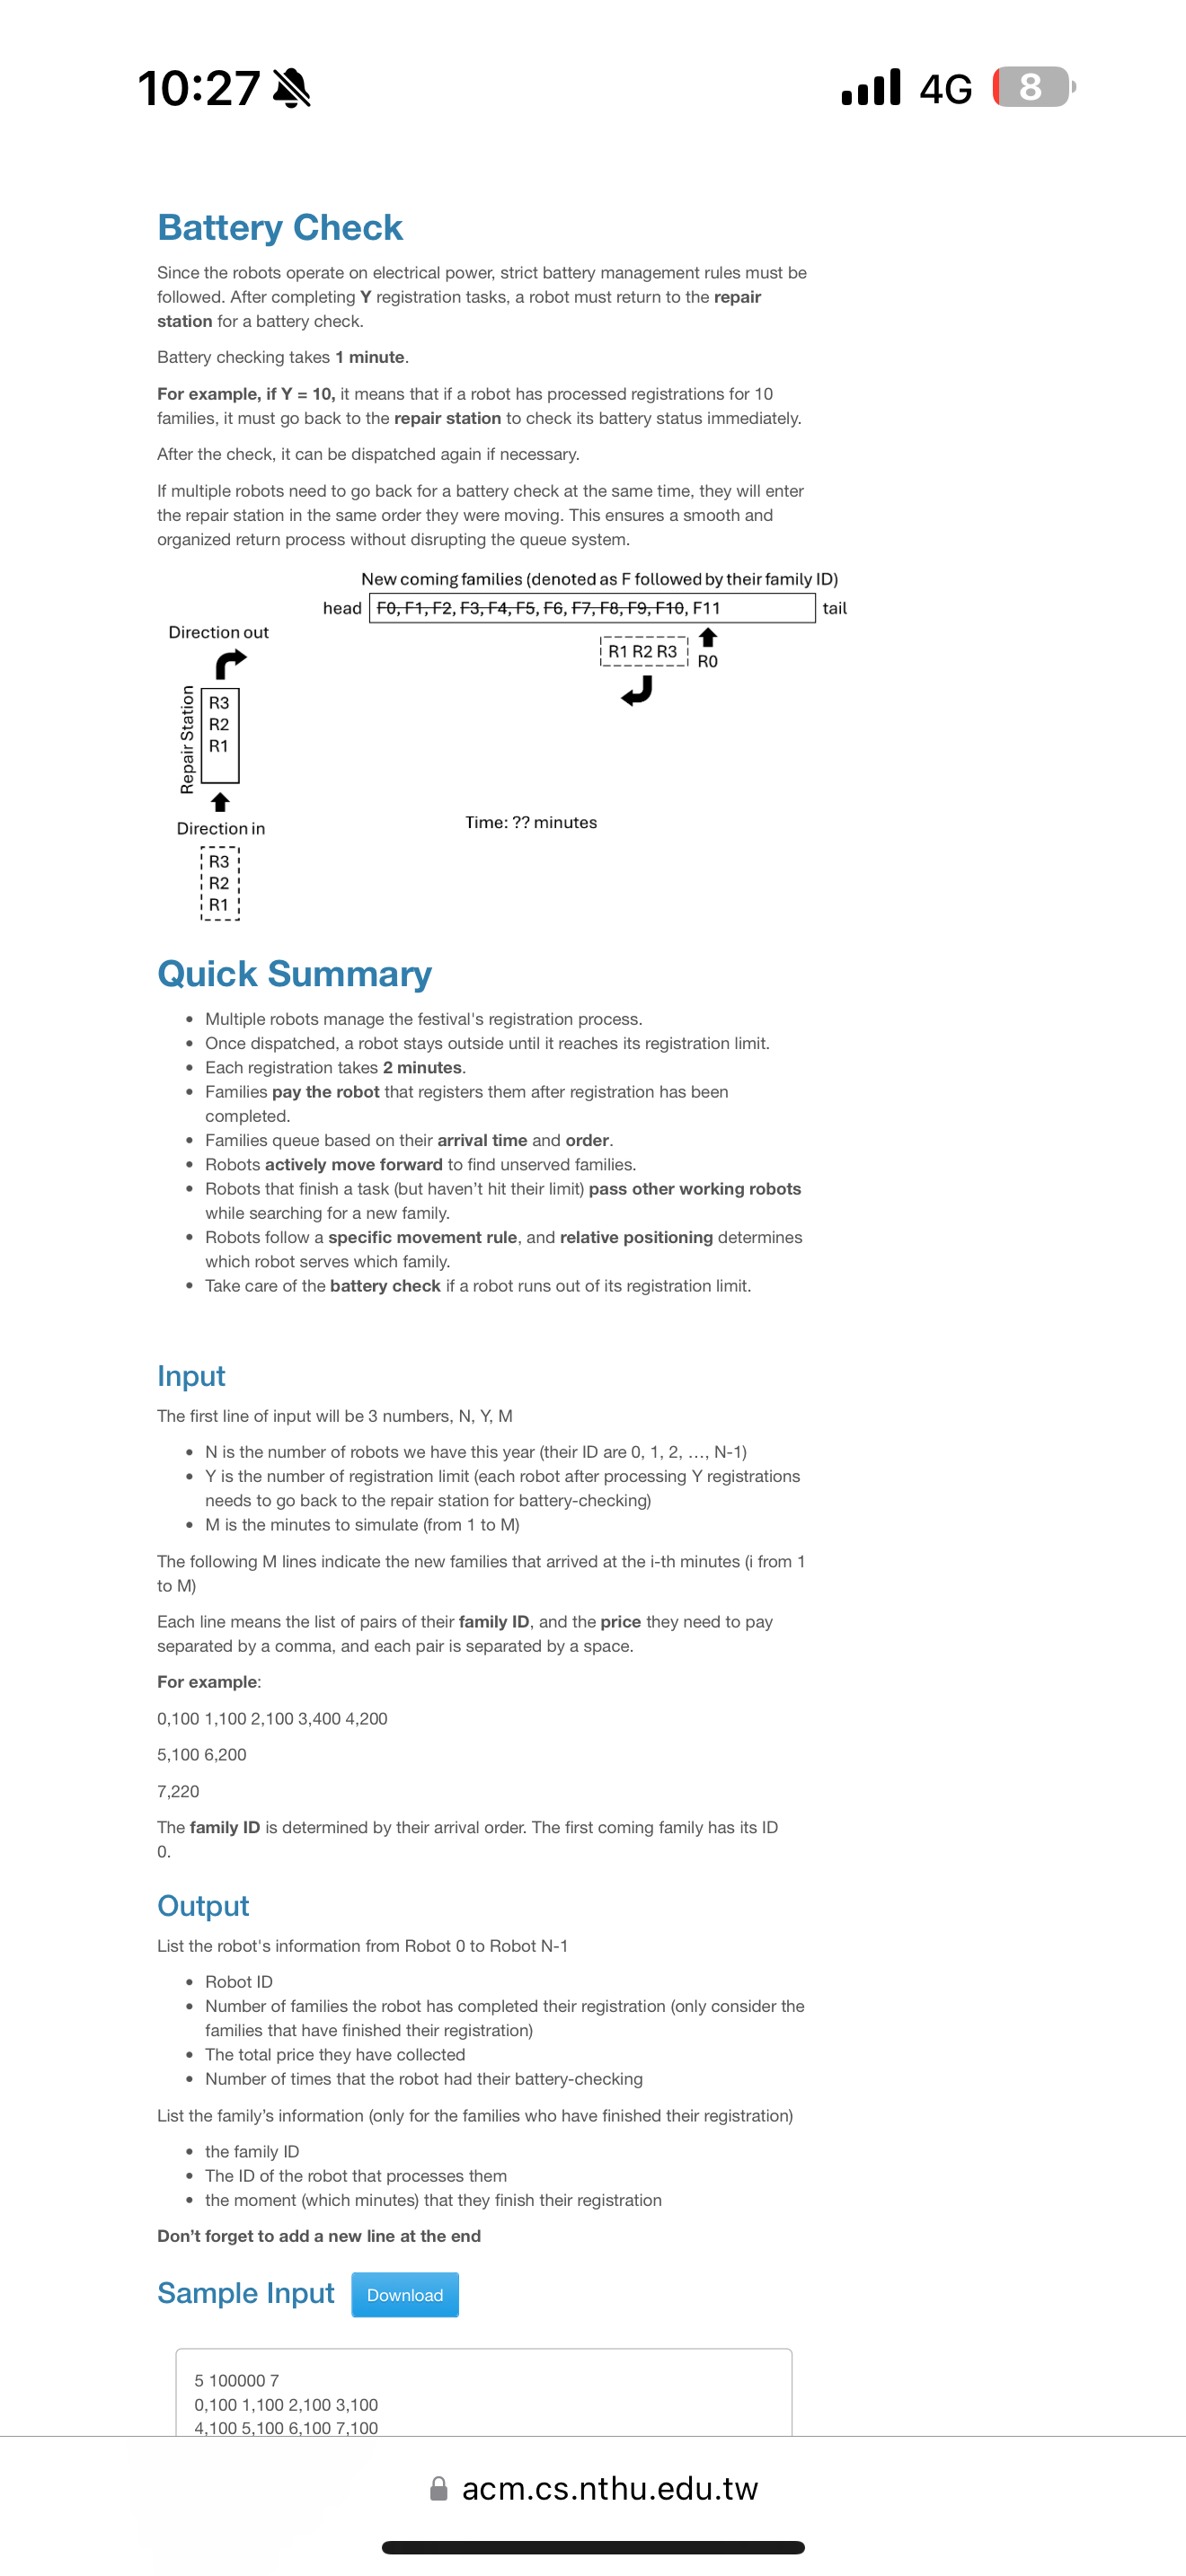 10:27
4G
8
Battery Check
Since the robots operate on electrical power, strict battery management rules must be
followed. After completing Y registration tasks, a robot must return to the repair
station for a battery check.
Battery checking takes 1 minute.
For example, if Y = 10, it means that if a robot has processed registrations for 10
families, it must go back to the repair station to check its battery status immediately.
After the check, it can be dispatched again if necessary.
If multiple robots need to go back for a battery check at the same time, they will enter
the repair station in the same order they were moving. This ensures a smooth and
organized return process without disrupting the queue system.
New coming families (denoted as F followed by their family ID)
head F0, F1, F2, F3, F4, F5, F6, F7, F8, F9, F10, F11 tail
Direction out
R1 R2 R3
R0
Repair Station
R3
R2
R1
Time: ?? minutes
Direction in
R3
R2
R1
Quick Summary
• Multiple robots manage the festival's registration process.
• Once dispatched, a robot stays outside until it reaches its registration limit.
• Each registration takes 2 minutes.
• Families pay the robot that registers them after registration has been
completed.
• Families queue based on their arrival time and order.
• Robots actively move forward to find unserved families.
• Robots that finish a task (but haven't hit their limit) pass other working robots
while searching for a new family.
• Robots follow a specific movement rule, and relative positioning determines
which robot serves which family.
• Take care of the battery check if a robot runs out of its registration limit.
Input
The first line of input will be 3 numbers, N, Y, M
• N is the number of robots we have this year (their ID are 0, 1, 2, …, N-1)
• Y is the number of registration limit (each robot after processing Y registrations
needs to go back to the repair station for battery-checking)
• M is the minutes to simulate (from 1 to M)
The following M lines indicate the new families that arrived at the i-th minutes (i from 1
to M)
Each line means the list of pairs of their family ID, and the price they need to pay
separated by a comma, and each pair is separated by a space.
For example:
0,100 1,100 2,100 3,400 4,200
5,100 6,200
7,220
The family ID is determined by their arrival order. The first coming family has its ID
0.
Output
List the robot's information from Robot 0 to Robot N-1
• Robot ID
• Number of families the robot has completed their registration (only consider the
families that have finished their registration)
• The total price they have collected
• Number of times that the robot had their battery-checking
List the family's information (only for the families who have finished their registration)
• the family ID
• The ID of the robot that processes them
• the moment (which minutes) that they finish their registration
Don't forget to add a new line at the end
Sample Input Download
5 100000 7
0,100 1,100 2,100 3,100
4,100 5,100 6,100 7,100
acm.cs.nthu.edu.tw